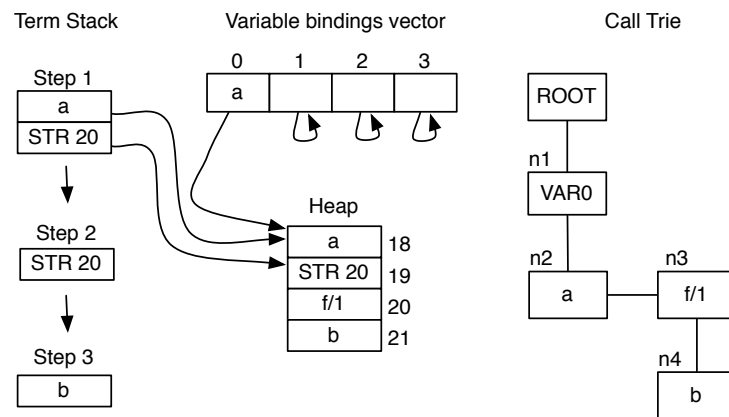 Term Stack
Step 1
a
STR 20
Step 2
STR 20
Step 3
b
Variable bindings vector
0 1 2 3
a
Heap
a 18
STR 20 19
f/1 20
b 21
Call Trie
ROOT
n1
VAR0
n2 n3
a f/1
n4
b